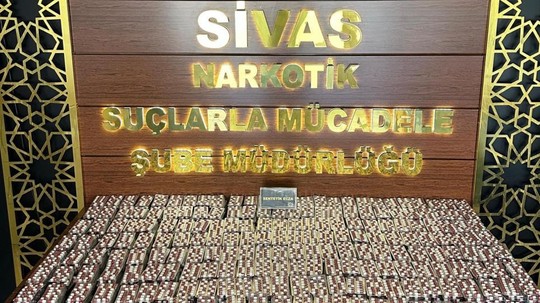 SİVAS
NARKOTİK
SUÇLARLA MÜCADELE
ŞUBE MÜDÜRLÜĞÜ